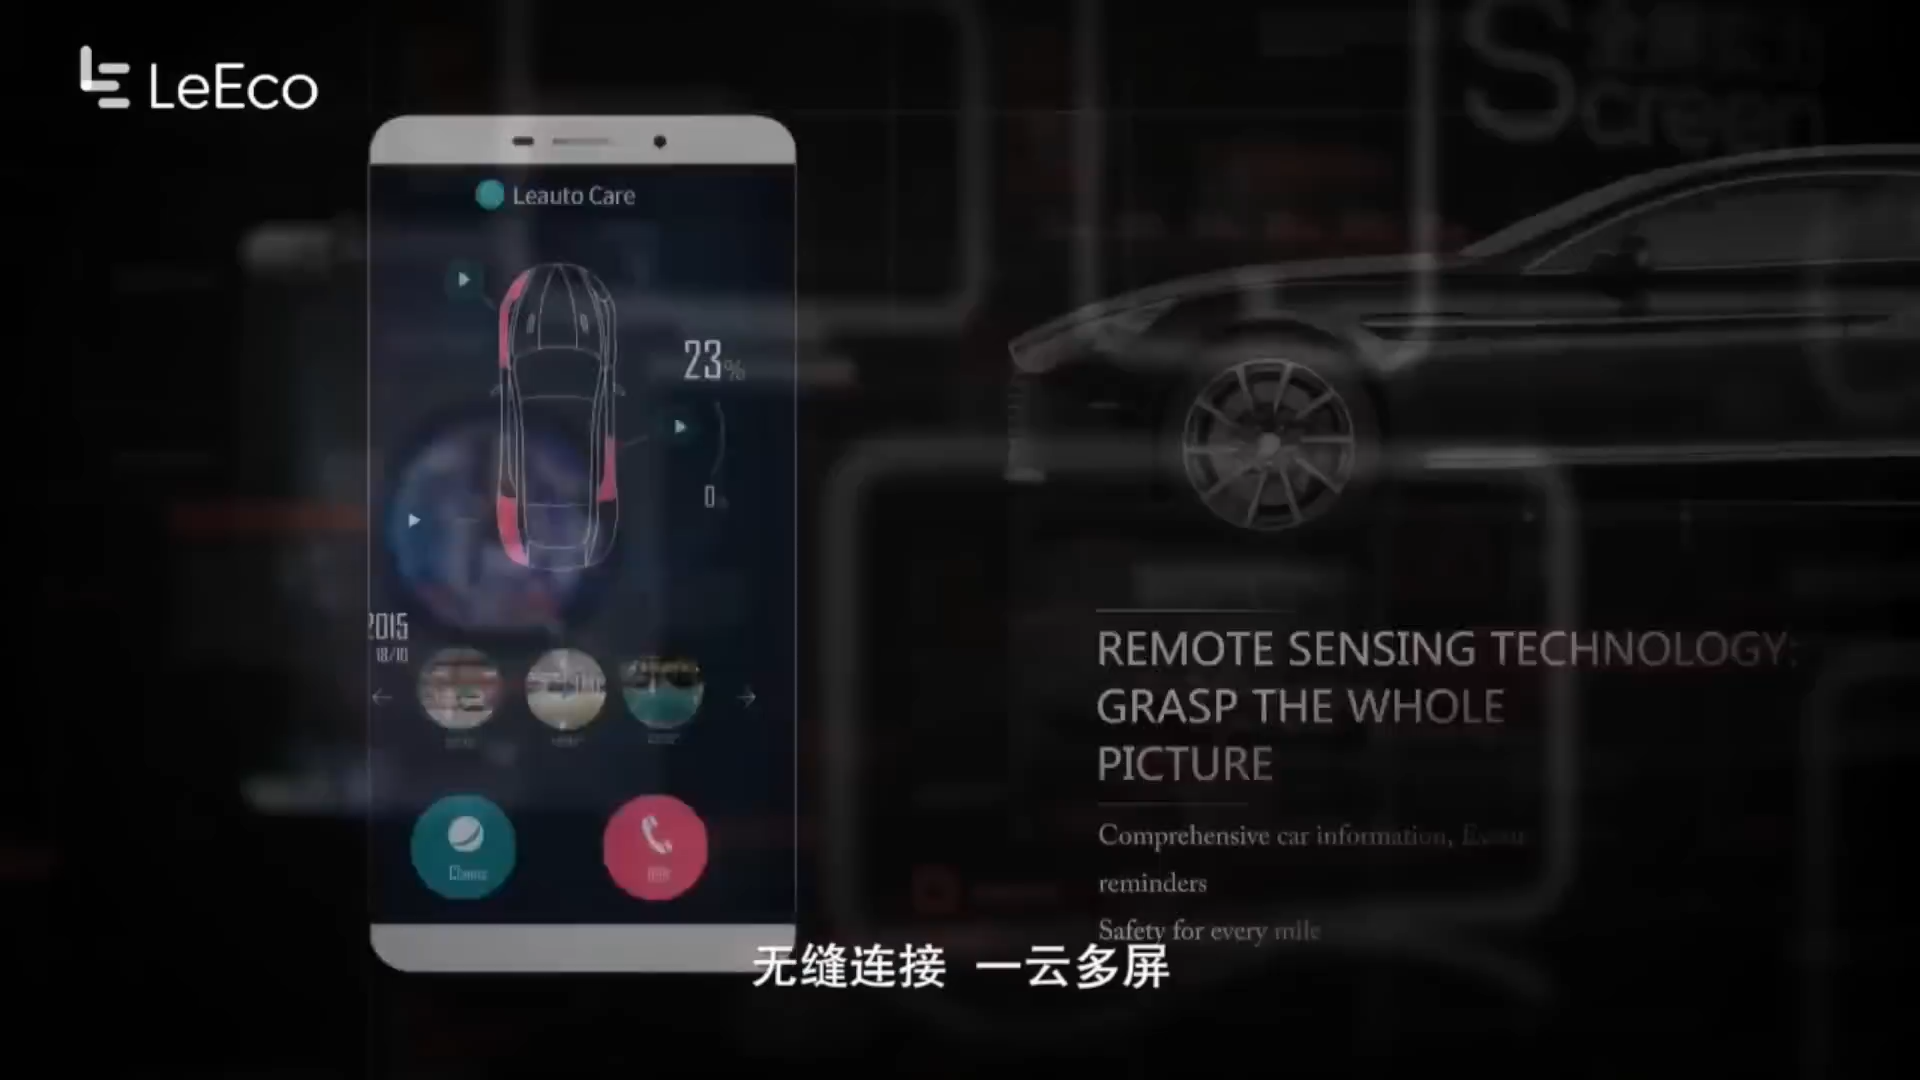 LeEco
Screen
Leauto Care
23%
0
2015
18/10
REMOTE SENSING TECHNOLOGY:
GRASP THE WHOLE
PICTURE
Comprehensive car information,
reminders
Safety for every mile
无缝连接 一云多屏